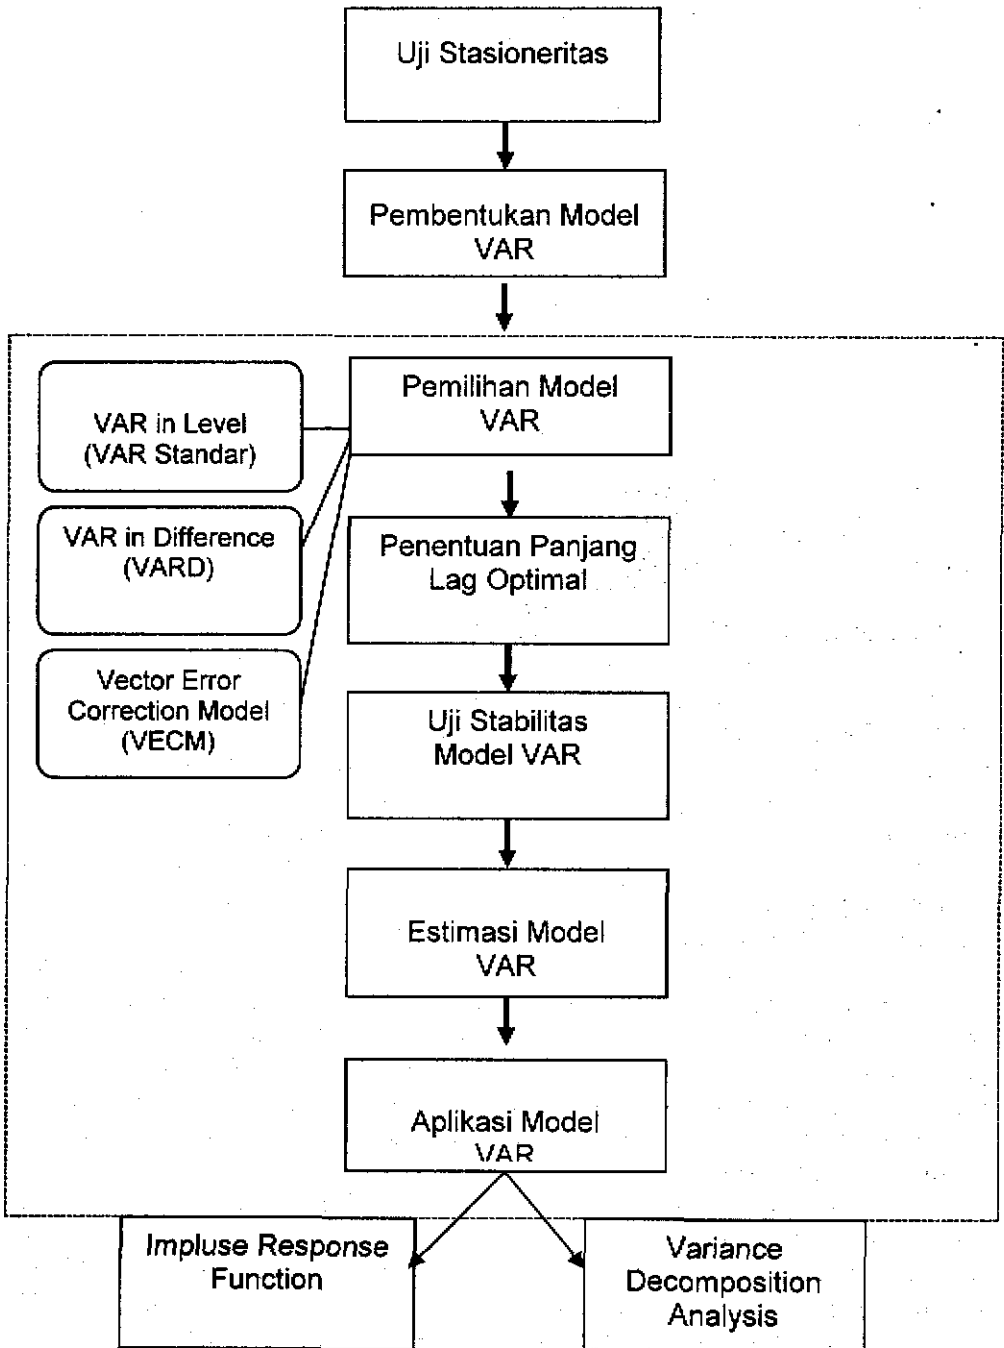 Uji Stasioneritas
Pembentukan Model
VAR
Pemilihan Model
VAR
VAR in Level
(VAR Standar)
VAR in Difference
(VARD)
Vector Error
Correction Model
(VECM)
Penentuan Panjang
Lag Optimal
Uji Stabilitas
Model VAR
Estimasi Model
VAR
Aplikasi Model
VAR
Impluse Response
Function
Variance
Decomposition
Analysis